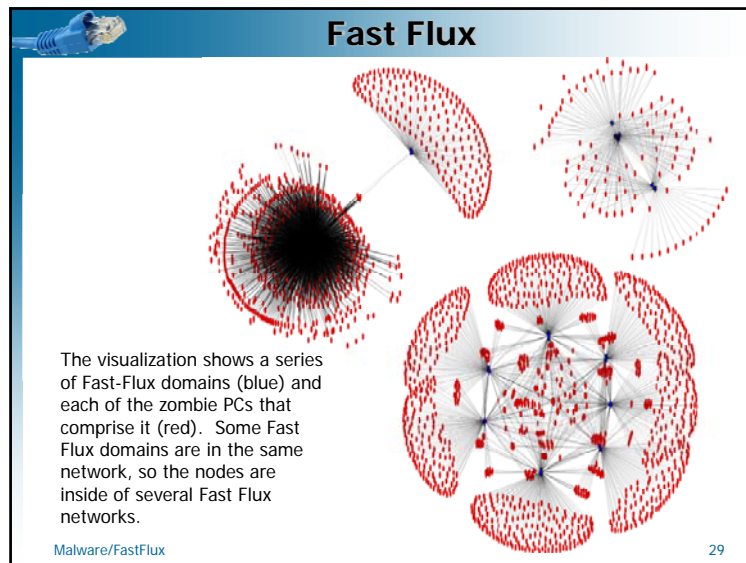 Fast Flux
The visualization shows a series
of Fast-Flux domains (blue) and
each of the zombie PCs that
comprise it (red).  Some Fast
Flux domains are in the same
network, so the nodes are
inside of several Fast Flux
networks.
Malware/FastFlux
29